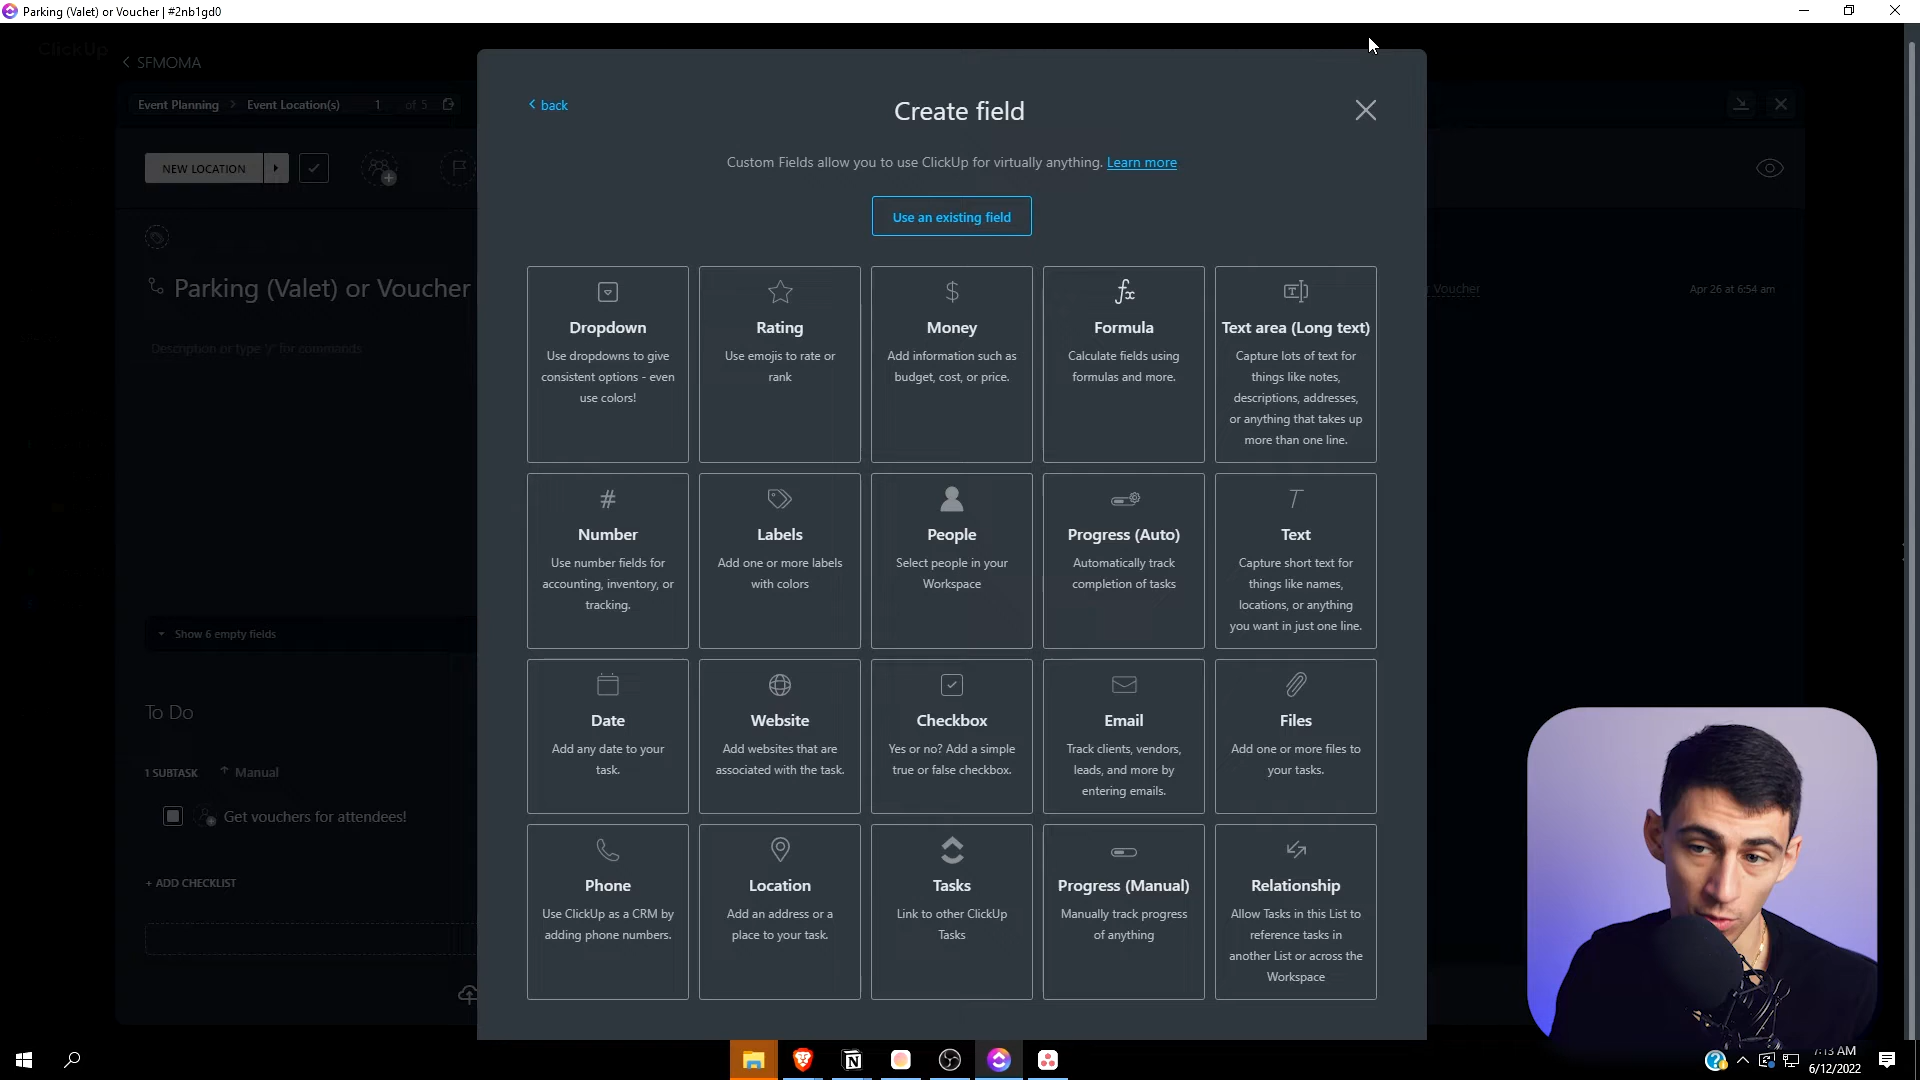 Parking (Valet) or Voucher | #2nb1gd0
ClickUp
SFMOMA
Event Planning > Event Location(s) 1 of 5
NEW LOCATION
Parking (Valet) or Voucher
Description or type '/' for commands
Show 6 empty fields
To Do
1 SUBTASK Manual
Get vouchers for attendees!
+ ADD CHECKLIST
back
Create field
Custom Fields allow you to use ClickUp for virtually anything. Learn more
Use an existing field
Dropdown
Use dropdowns to give
consistent options - even
use colors!
Rating
Use emojis to rate or
rank
$
Money
Add information such as
budget, cost, or price.
fx
Formula
Calculate fields using
formulas and more.
Text area (Long text)
Capture lots of text for
things like notes,
descriptions, addresses,
or anything that takes up
more than one line.
#
Number
Use number fields for
accounting, inventory, or
tracking.
Labels
Add one or more labels
with colors
People
Select people in your
Workspace
Progress (Auto)
Automatically track
completion of tasks
T
Text
Capture short text for
things like names,
locations, or anything
you want in just one line.
Date
Add any date to your
task.
Website
Add websites that are
associated with the task.
Checkbox
Yes or no? Add a simple
true or false checkbox.
Email
Track clients, vendors,
leads, and more by
entering emails.
Files
Add one or more files to
your tasks.
Phone
Use ClickUp as a CRM by
adding phone numbers.
Location
Add an address or a
place to your task.
Tasks
Link to other ClickUp
Tasks
Progress (Manual)
Manually track progress
of anything
Relationship
Allow Tasks in this List to
reference tasks in
another List or across the
Workspace
Voucher
Apr 26 at 6:54 am
7:13 AM
6/12/2022